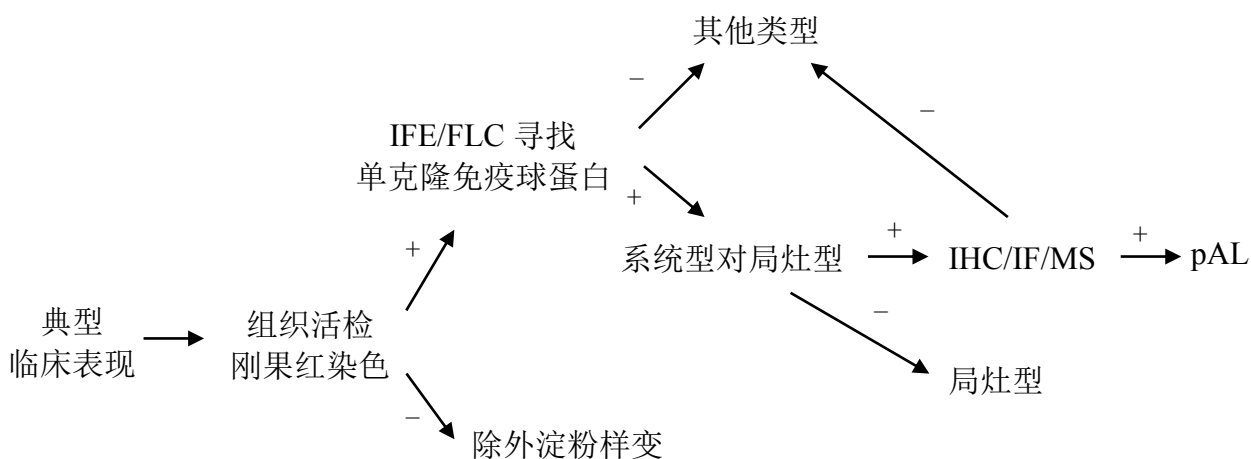 其他类型
−
−
IFE/FLC 寻找
单克隆免疫球蛋白
+
+
系统型对局灶型
+
IHC/IF/MS
+
pAL
典型
临床表现
组织活检
刚果红染色
−
局灶型
−
除外淀粉样变